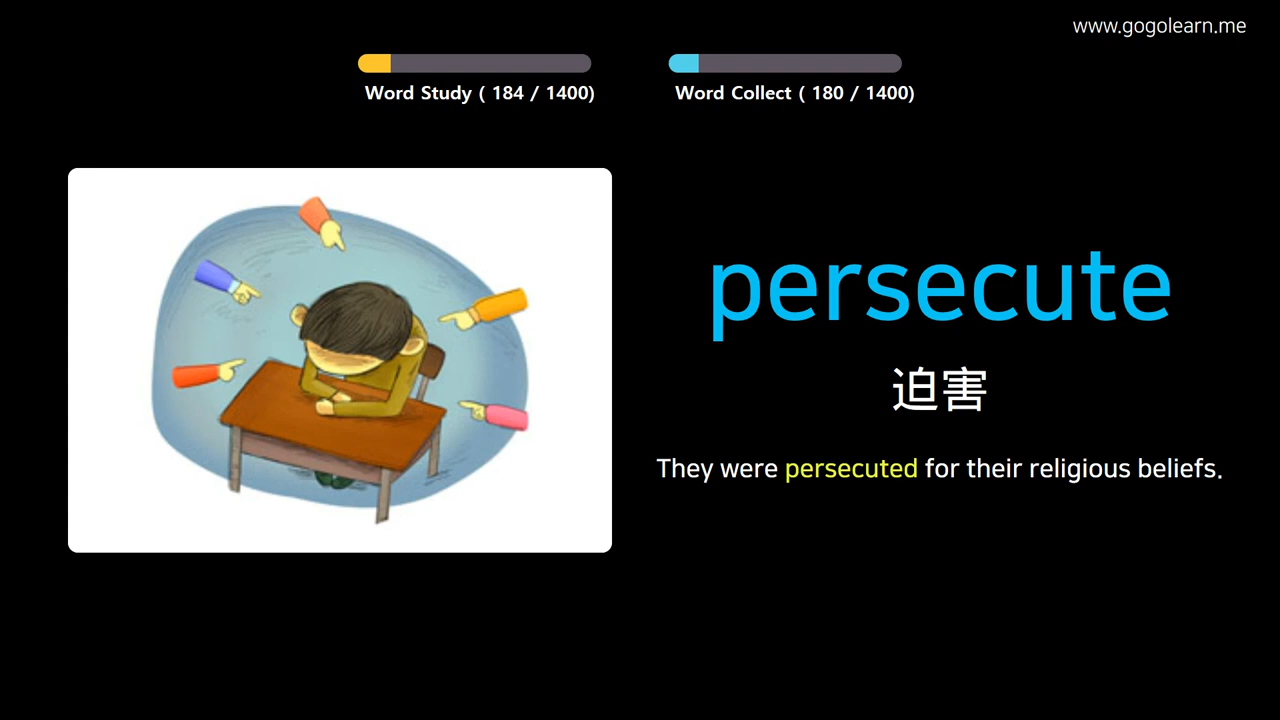 www.gogolearn.me
Word Study ( 184 / 1400)
Word Collect ( 180 / 1400)
persecute
迫害
They were persecuted for their religious beliefs.